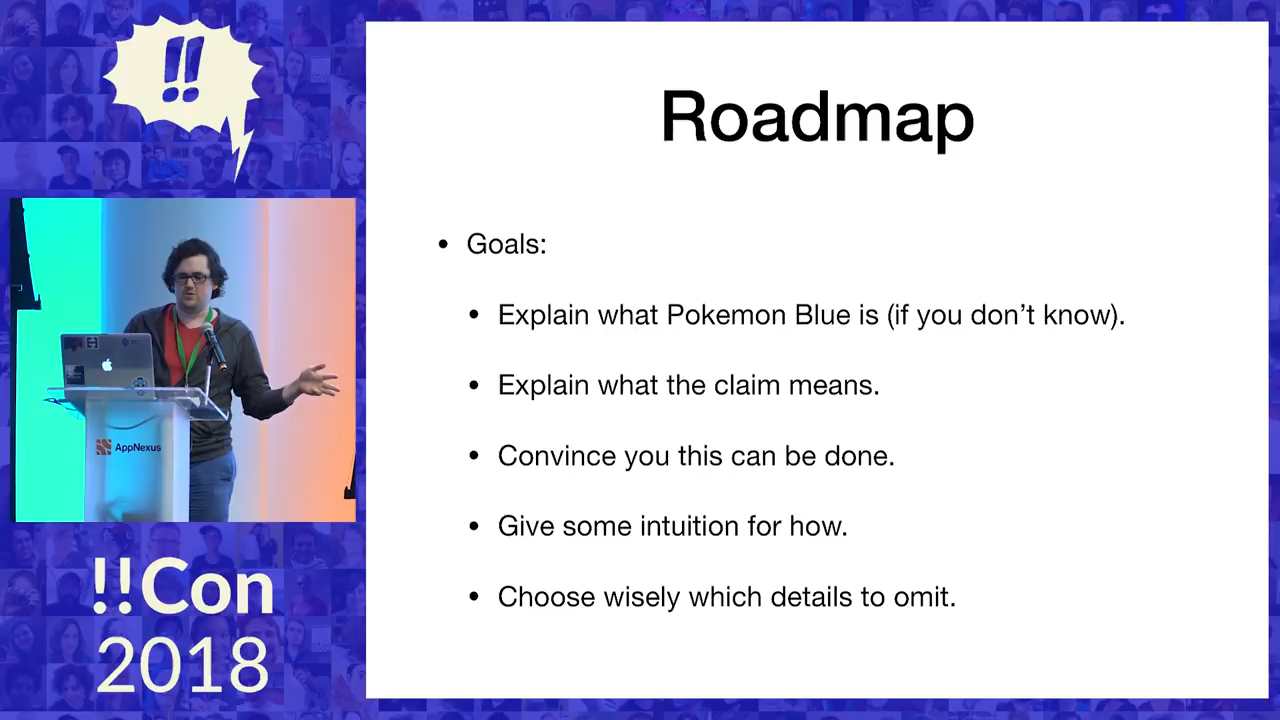 !!
Roadmap
• Goals:
• Explain what Pokemon Blue is (if you don’t know).
• Explain what the claim means.
• Convince you this can be done.
• Give some intuition for how.
• Choose wisely which details to omit.
AppNexus
!!Con
2018